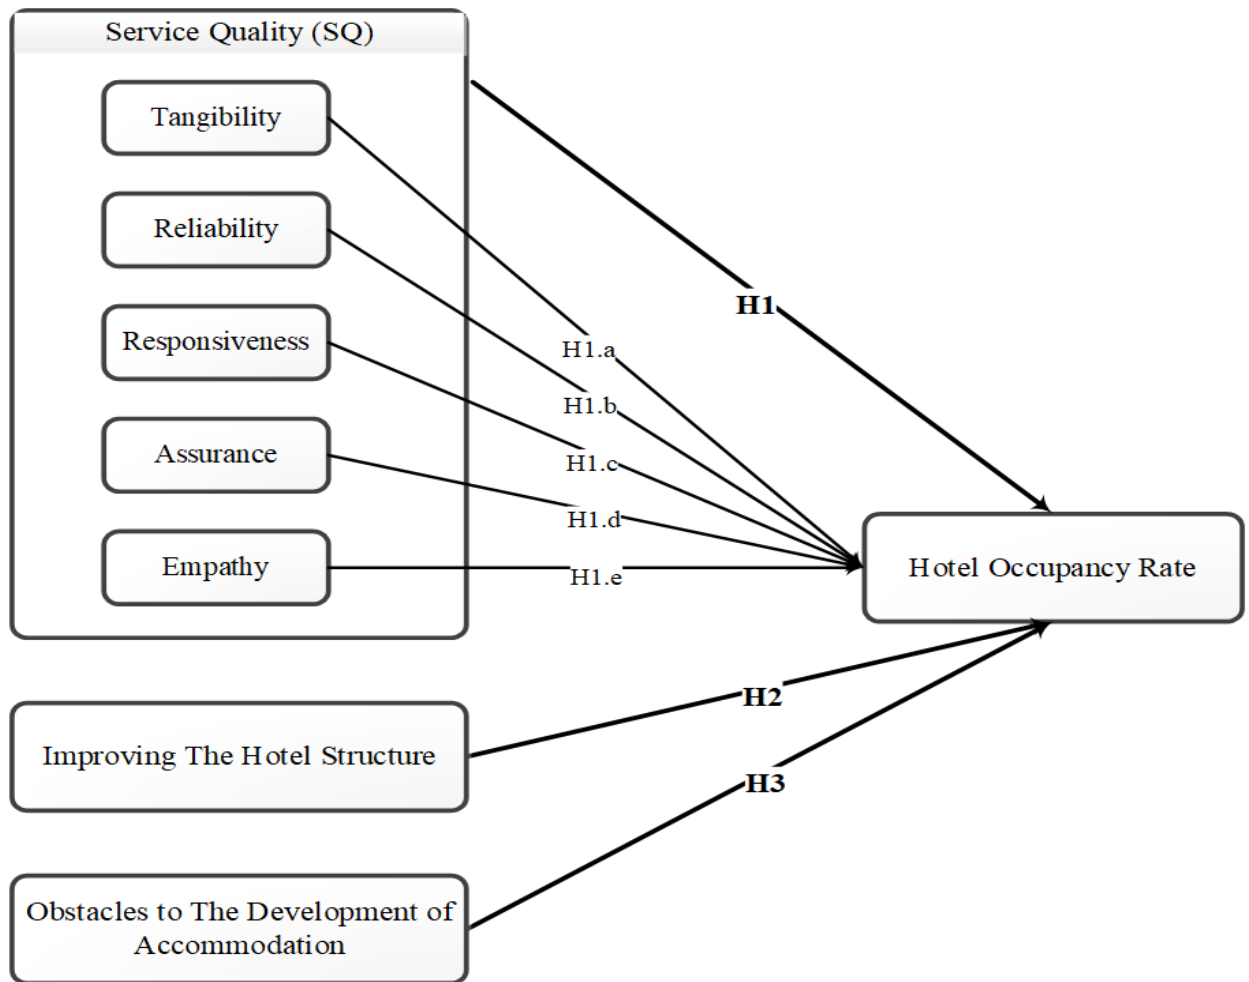 Service Quality (SQ)
Tangibility
Reliability
Responsiveness
Assurance
Empathy
H1
H1.a
H1.b
H1.c
H1.d
H1.e
Hotel Occupancy Rate
Improving The Hotel Structure
H2
H3
Obstacles to The Development of
Accommodation